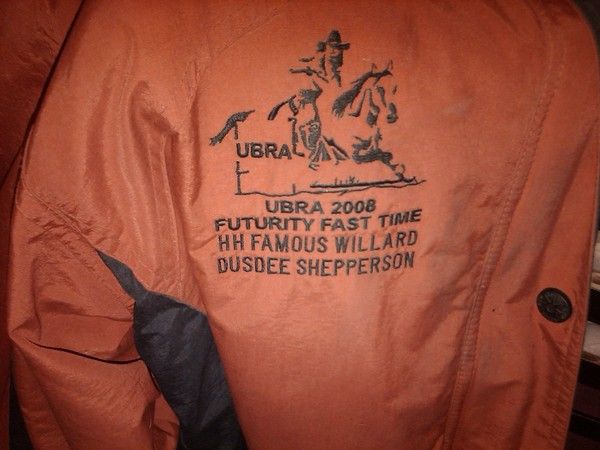 UBRA
UBRA 2008
FUTURITY FAST TIME
HH FAMOUS WILLARD
DUSDEE SHEPPERSON